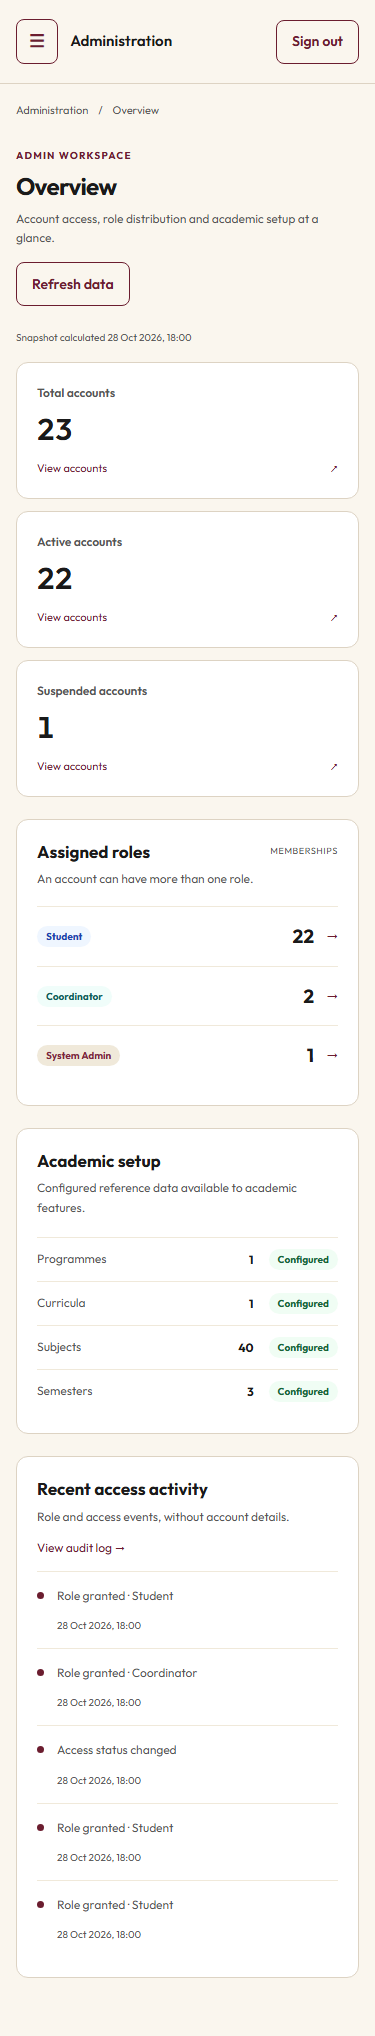 ☰ Administration Sign out
Administration / Overview
ADMIN WORKSPACE
Overview
Account access, role distribution and academic setup at a
glance.
Refresh data
Snapshot calculated 28 Oct 2026, 18:00
Total accounts
23
View accounts ↗
Active accounts
22
View accounts ↗
Suspended accounts
1
View accounts ↗
Assigned roles MEMBERSHIPS
An account can have more than one role.
Student 22 →
Coordinator 2 →
System Admin 1 →
Academic setup
Configured reference data available to academic
features.
Programmes 1 Configured
Curricula 1 Configured
Subjects 40 Configured
Semesters 3 Configured
Recent access activity
Role and access events, without account details.
View audit log →
Role granted · Student
28 Oct 2026, 18:00
Role granted · Coordinator
28 Oct 2026, 18:00
Access status changed
28 Oct 2026, 18:00
Role granted · Student
28 Oct 2026, 18:00
Role granted · Student
28 Oct 2026, 18:00